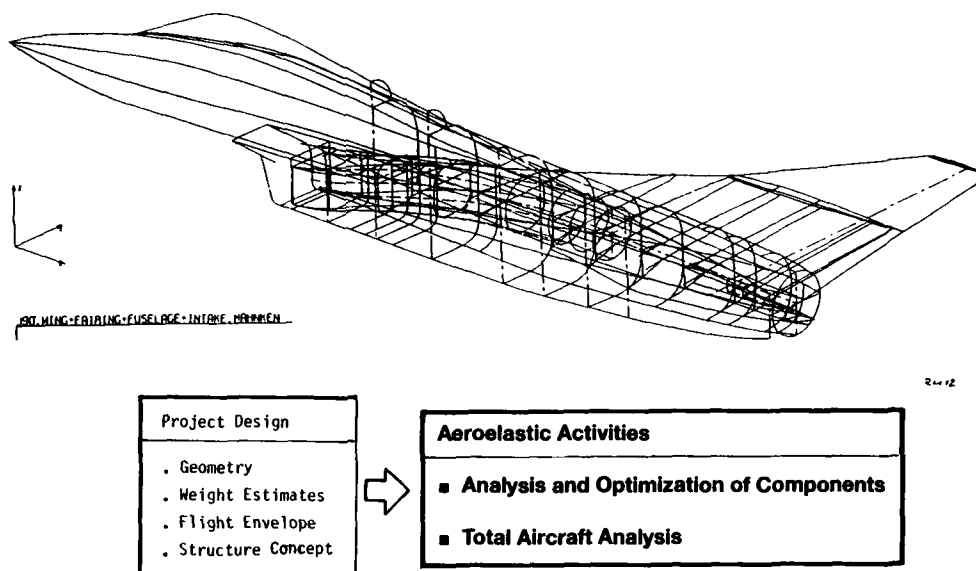 WING+FAIRING+FUSELAGE+INTAKE, MAHNKEN
Project Design
. Geometry
. Weight Estimates
. Flight Envelope
. Structure Concept
Aeroelastic Activities
▪ Analysis and Optimization of Components
▪ Total Aircraft Analysis